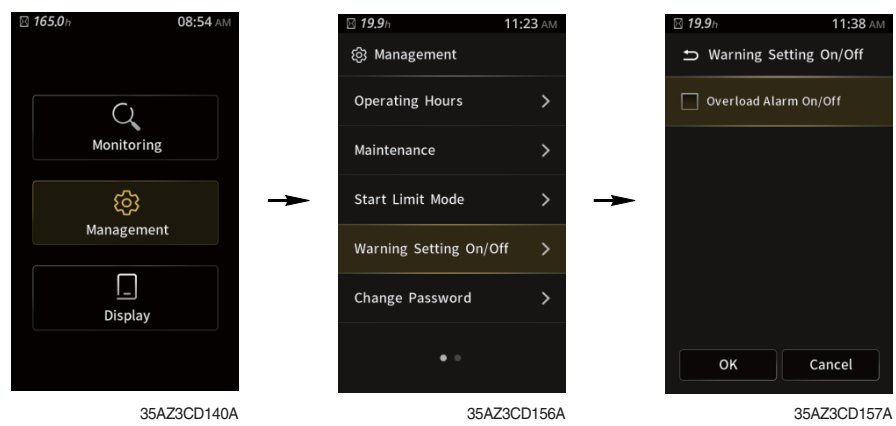 165.0h 08:54 AM
Monitoring
Management
Display
35AZ3CD140A
19.9h 11:23 AM
Management
Operating Hours
Maintenance
Start Limit Mode
Warning Setting On/Off
Change Password
35AZ3CD156A
19.9h 11:38 AM
Warning Setting On/Off
Overload Alarm On/Off
OK Cancel
35AZ3CD157A